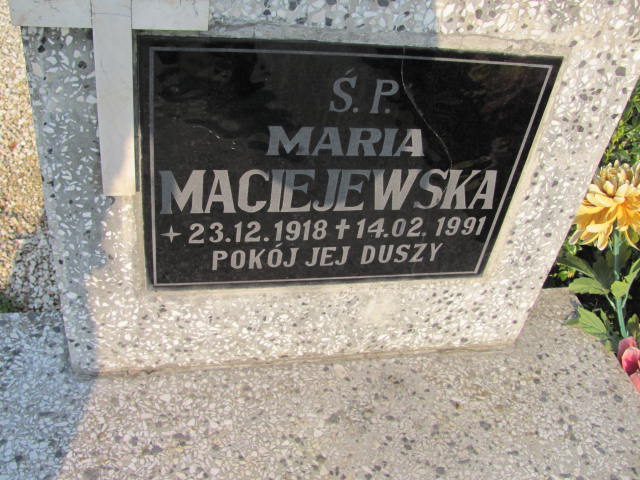 Ś. P.
MARIA
MACIEJEWSKA
23.12.1918 ✝ 14.02.1991
POKÓJ JEJ DUSZY